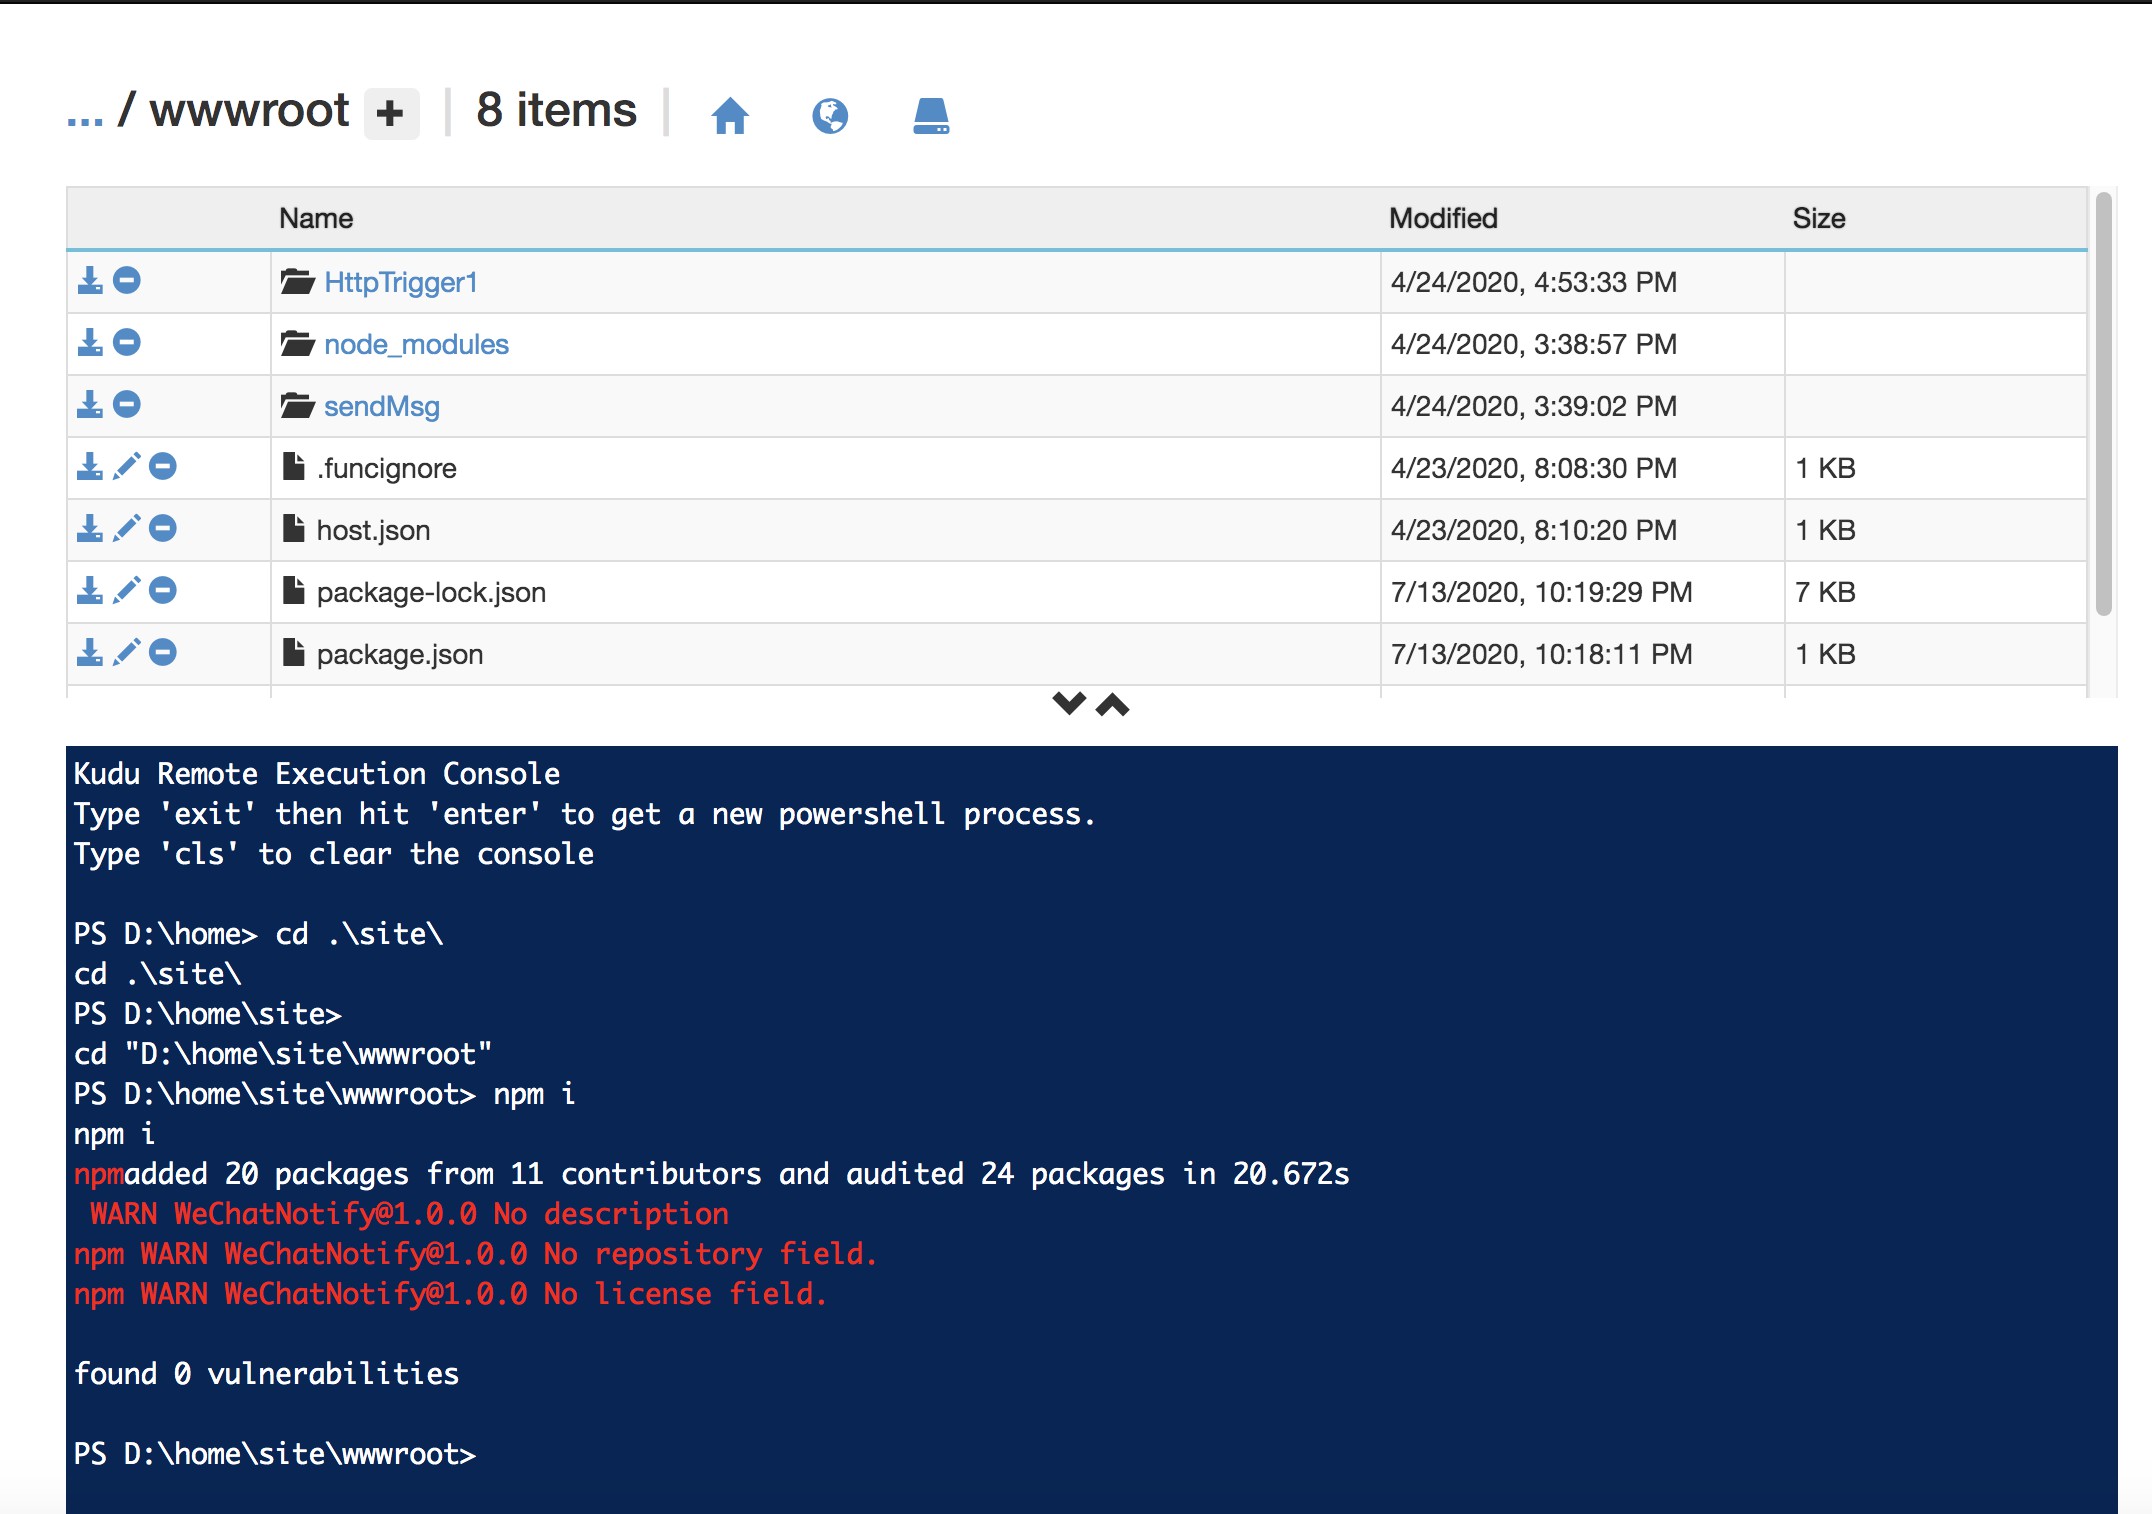 ... / wwwroot + | 8 items |
Name Modified Size
HttpTrigger1 4/24/2020, 4:53:33 PM
node_modules 4/24/2020, 3:38:57 PM
sendMsg 4/24/2020, 3:39:02 PM
.funcignore 4/23/2020, 8:08:30 PM 1 KB
host.json 4/23/2020, 8:10:20 PM 1 KB
package-lock.json 7/13/2020, 10:19:29 PM 7 KB
package.json 7/13/2020, 10:18:11 PM 1 KB
Kudu Remote Execution Console
Type 'exit' then hit 'enter' to get a new powershell process.
Type 'cls' to clear the console
PS D:\home> cd .\site\
cd .\site\
PS D:\home\site>
cd "D:\home\site\wwwroot"
PS D:\home\site\wwwroot> npm i
npm i
npmadded 20 packages from 11 contributors and audited 24 packages in 20.672s
WARN WeChatNotify@1.0.0 No description
npm WARN WeChatNotify@1.0.0 No repository field.
npm WARN WeChatNotify@1.0.0 No license field.
found 0 vulnerabilities
PS D:\home\site\wwwroot>